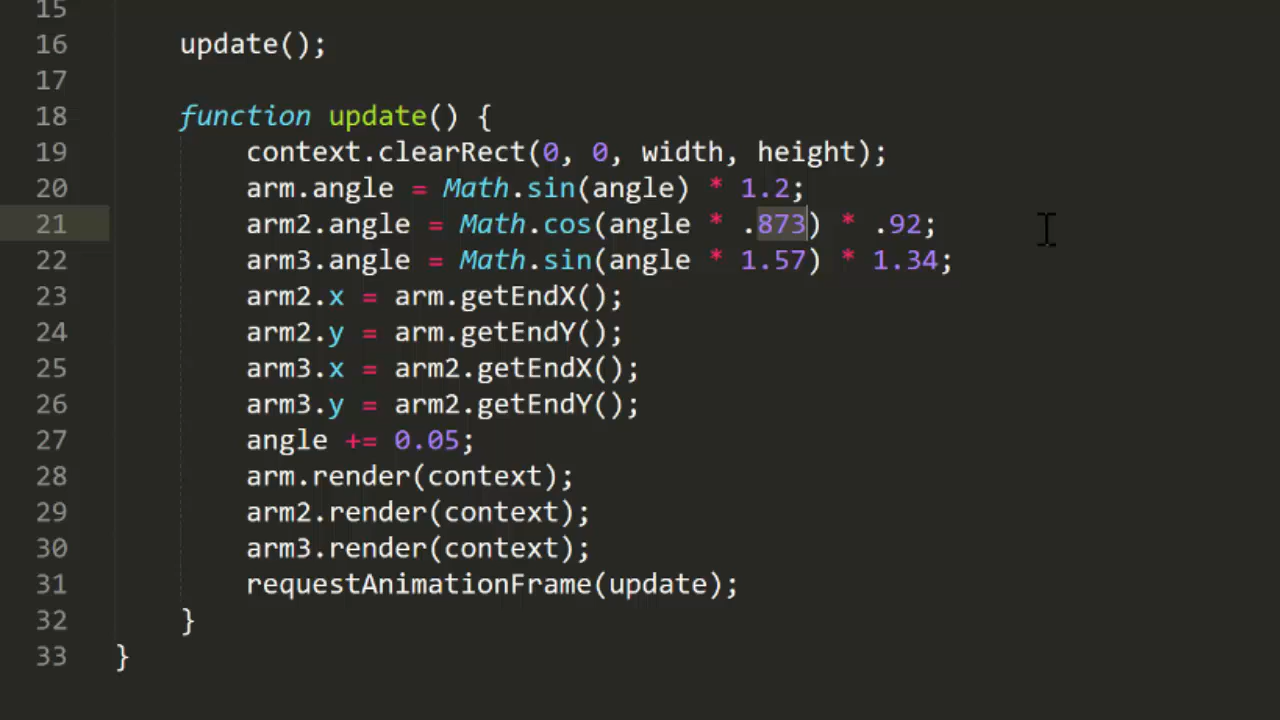 15
16 update();
17
18 function update() {
19 context.clearRect(0, 0, width, height);
20 arm.angle = Math.sin(angle) * 1.2;
21 arm2.angle = Math.cos(angle * .873) * .92;
22 arm3.angle = Math.sin(angle * 1.57) * 1.34;
23 arm2.x = arm.getEndX();
24 arm2.y = arm.getEndY();
25 arm3.x = arm2.getEndX();
26 arm3.y = arm2.getEndY();
27 angle += 0.05;
28 arm.render(context);
29 arm2.render(context);
30 arm3.render(context);
31 requestAnimationFrame(update);
32 }
33 }